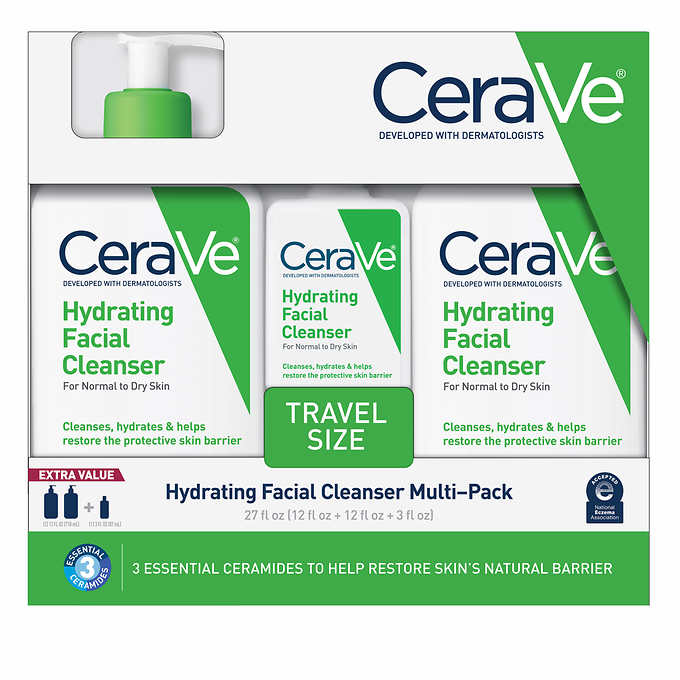 CeraVe®
DEVELOPED WITH DERMATOLOGISTS
CeraVe®
DEVELOPED WITH DERMATOLOGISTS
Hydrating
Facial
Cleanser
For Normal to Dry Skin
Cleanses, hydrates & helps
restore the protective skin barrier
CeraVe®
DEVELOPED WITH DERMATOLOGISTS
Hydrating
Facial
Cleanser
For Normal to Dry Skin
Cleanses, hydrates & helps
restore the protective skin barrier
TRAVEL
SIZE
CeraVe
DEVELOPED WITH DERMATOLOGISTS
Hydrating
Facial
Cleanser
For Normal to Dry Skin
Cleanses, hydrates & helps
restore the protective skin barrier
EXTRA VALUE
+
Hydrating Facial Cleanser Multi–Pack
27 fl oz (12 fl oz + 12 fl oz + 3 fl oz)
ACCEPTED
National
Eczema
Association
ESSENTIAL
3
CERAMIDES
3 ESSENTIAL CERAMIDES TO HELP RESTORE SKIN'S NATURAL BARRIER